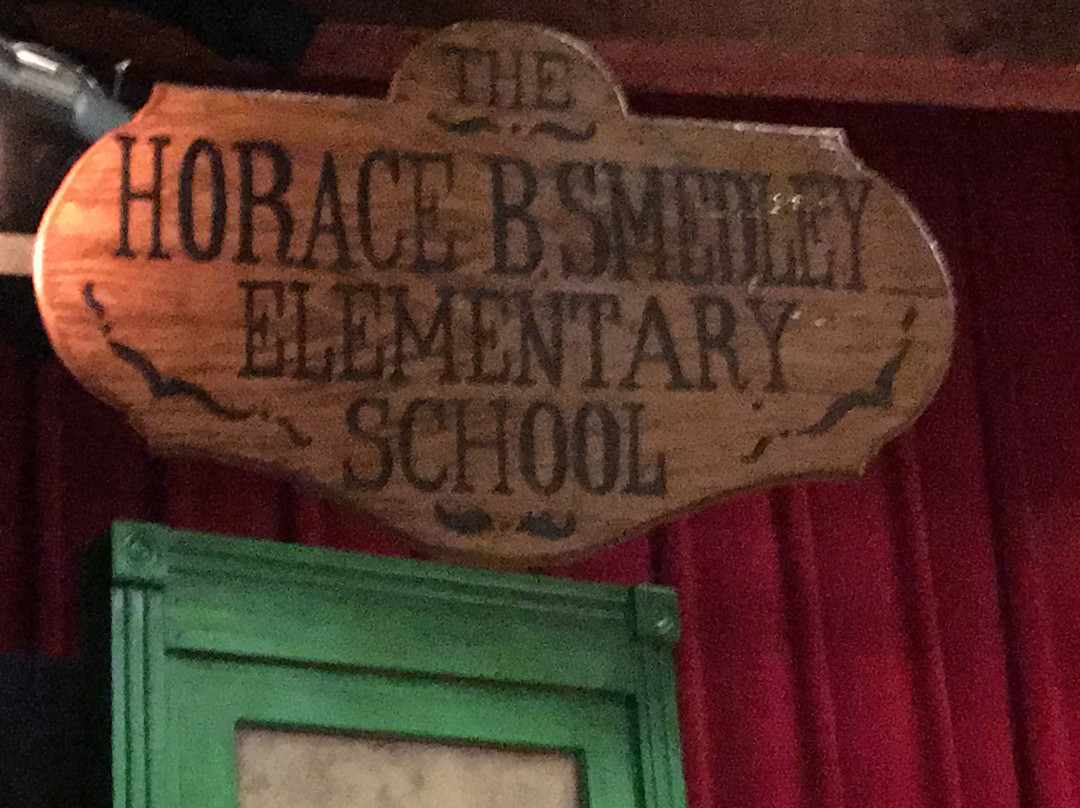 THE
HORACE B. SMEDLEY
ELEMENTARY
SCHOOL